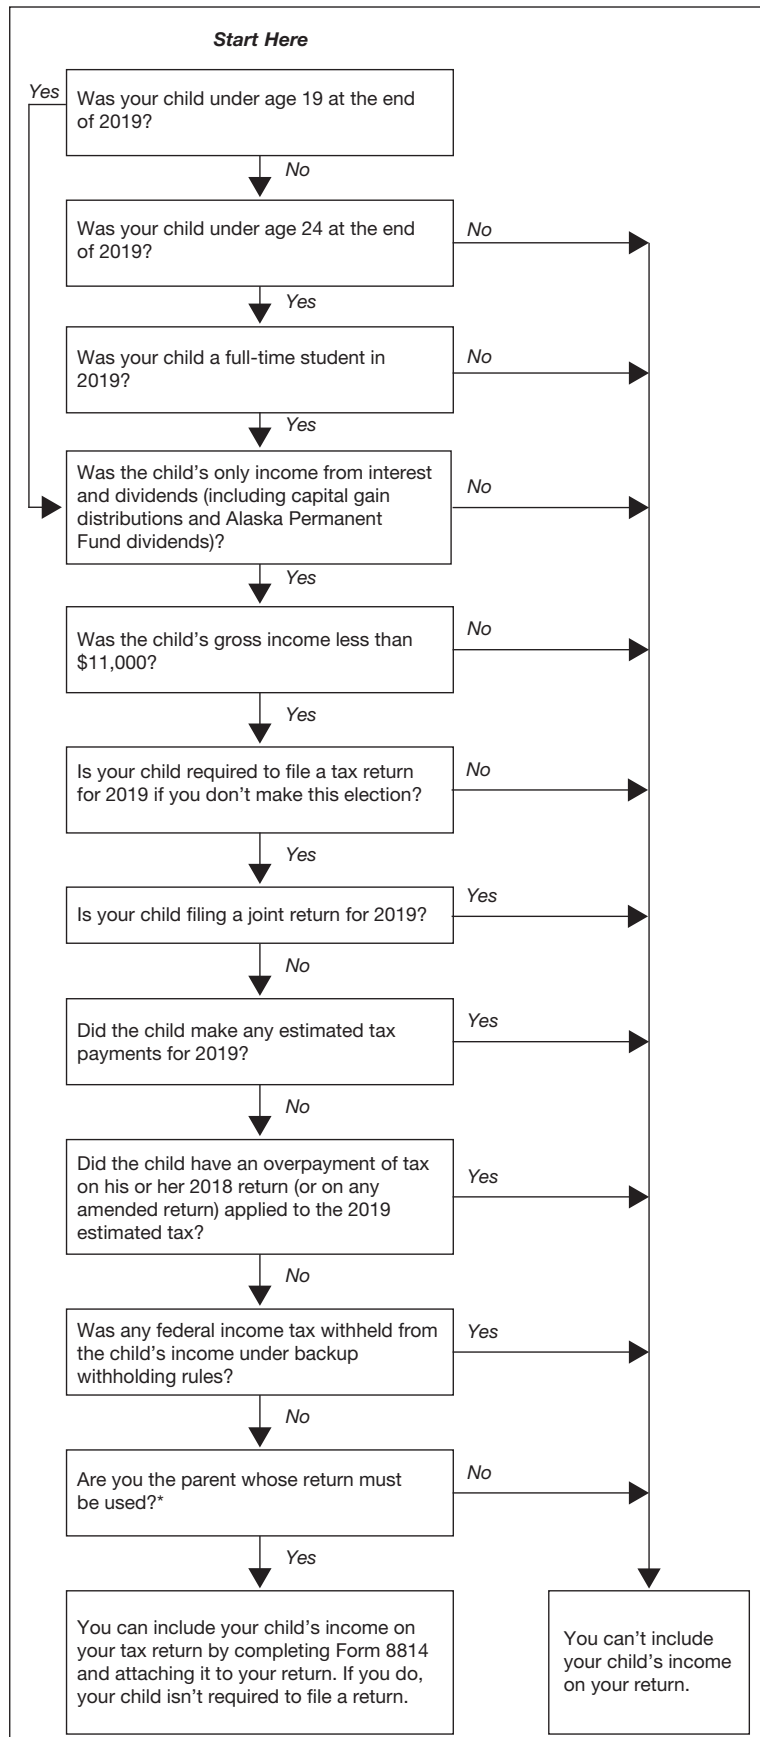 Start Here
Yes
Was your child under age 19 at the end
of 2019?
No
Was your child under age 24 at the end
of 2019?
No
Yes
Was your child a full-time student in
2019?
No
Yes
Was the child's only income from interest
and dividends (including capital gain
distributions and Alaska Permanent
Fund dividends)?
No
Yes
Was the child's gross income less than
$11,000?
No
Yes
Is your child required to file a tax return
for 2019 if you don't make this election?
No
Yes
Is your child filing a joint return for 2019?
Yes
No
Did the child make any estimated tax
payments for 2019?
Yes
No
Did the child have an overpayment of tax
on his or her 2018 return (or on any
amended return) applied to the 2019
estimated tax?
Yes
No
Was any federal income tax withheld from
the child's income under backup
withholding rules?
Yes
No
Are you the parent whose return must
be used?*
No
Yes
You can include your child's income on
your tax return by completing Form 8814
and attaching it to your return. If you do,
your child isn't required to file a return.
You can't include
your child's income
on your return.